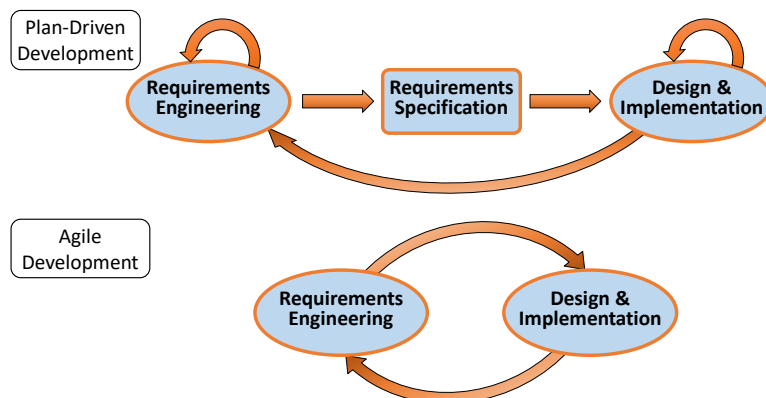 Plan-Driven
Development
Requirements
Engineering
Requirements
Specification
Design &
Implementation
Agile
Development
Requirements
Engineering
Design &
Implementation